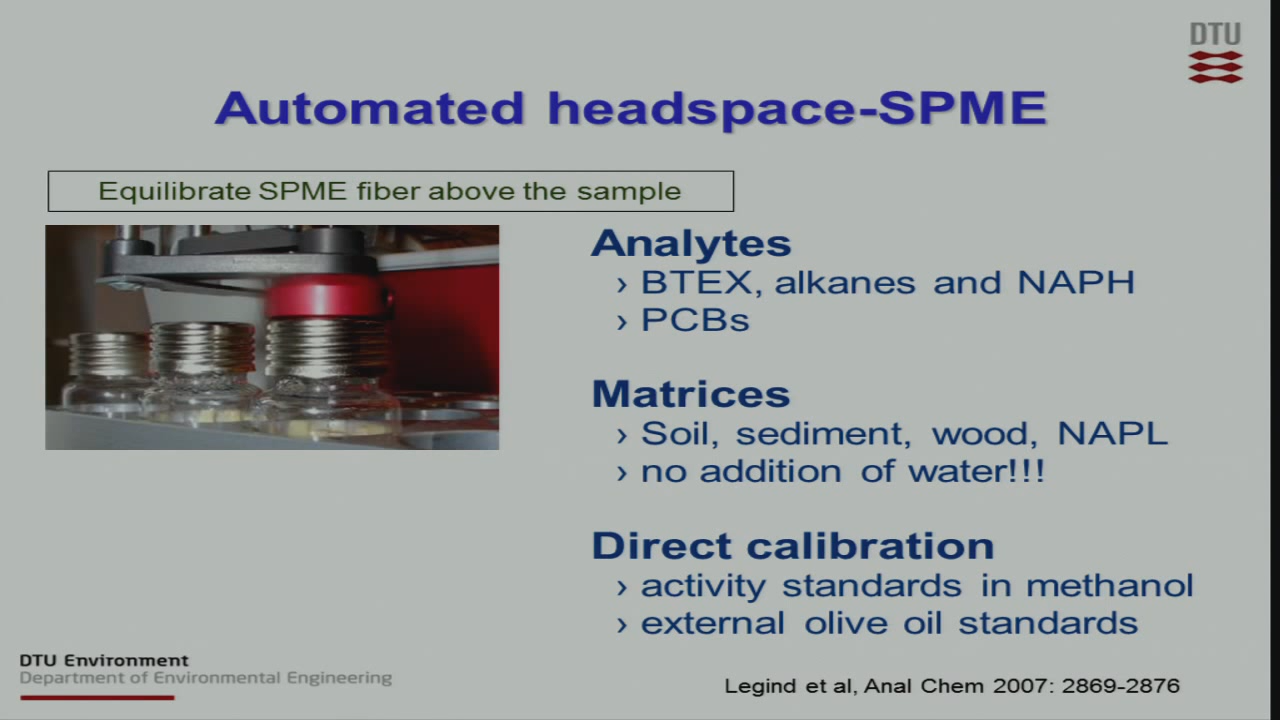 DTU
Automated headspace-SPME
Equilibrate SPME fiber above the sample
Analytes
› BTEX, alkanes and NAPH
› PCBs
Matrices
› Soil, sediment, wood, NAPL
› no addition of water!!!
Direct calibration
› activity standards in methanol
› external olive oil standards
DTU Environment
Department of Environmental Engineering
Legind et al, Anal Chem 2007: 2869-2876